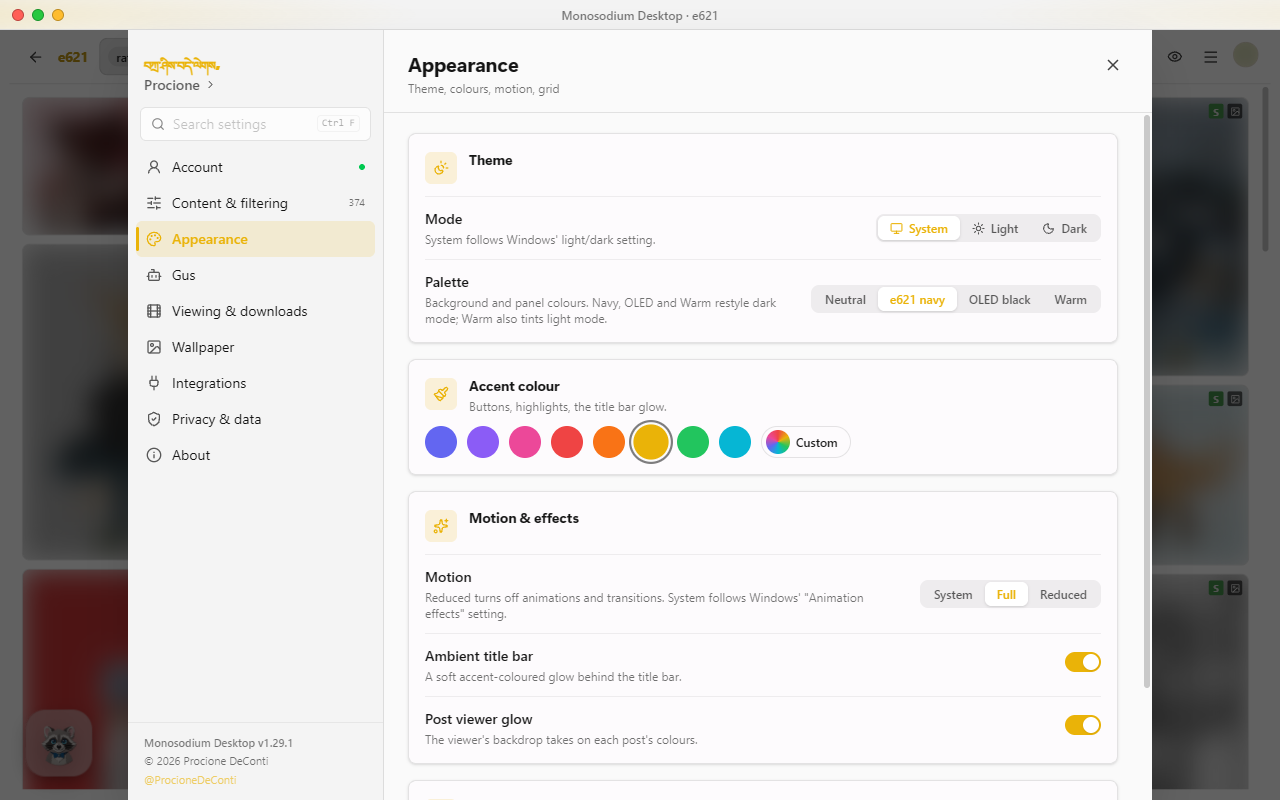 Monosodium Desktop · e621
e621
ra
བཀྲ་ཤིས་བདེ་ལེགས།
Procione
Search settings
Ctrl F
Account
Content & filtering
374
Appearance
Gus
Viewing & downloads
Wallpaper
Integrations
Privacy & data
About
Monosodium Desktop v1.29.1
© 2026 Procione DeConti
@ProcioneDeConti
Appearance
Theme, colours, motion, grid
Theme
Mode
System follows Windows' light/dark setting.
System
Light
Dark
Palette
Background and panel colours. Navy, OLED and Warm restyle dark
mode; Warm also tints light mode.
Neutral
e621 navy
OLED black
Warm
Accent colour
Buttons, highlights, the title bar glow.
Custom
Motion & effects
Motion
Reduced turns off animations and transitions. System follows Windows' "Animation
effects" setting.
System
Full
Reduced
Ambient title bar
A soft accent-coloured glow behind the title bar.
Post viewer glow
The viewer's backdrop takes on each post's colours.
S
S
S